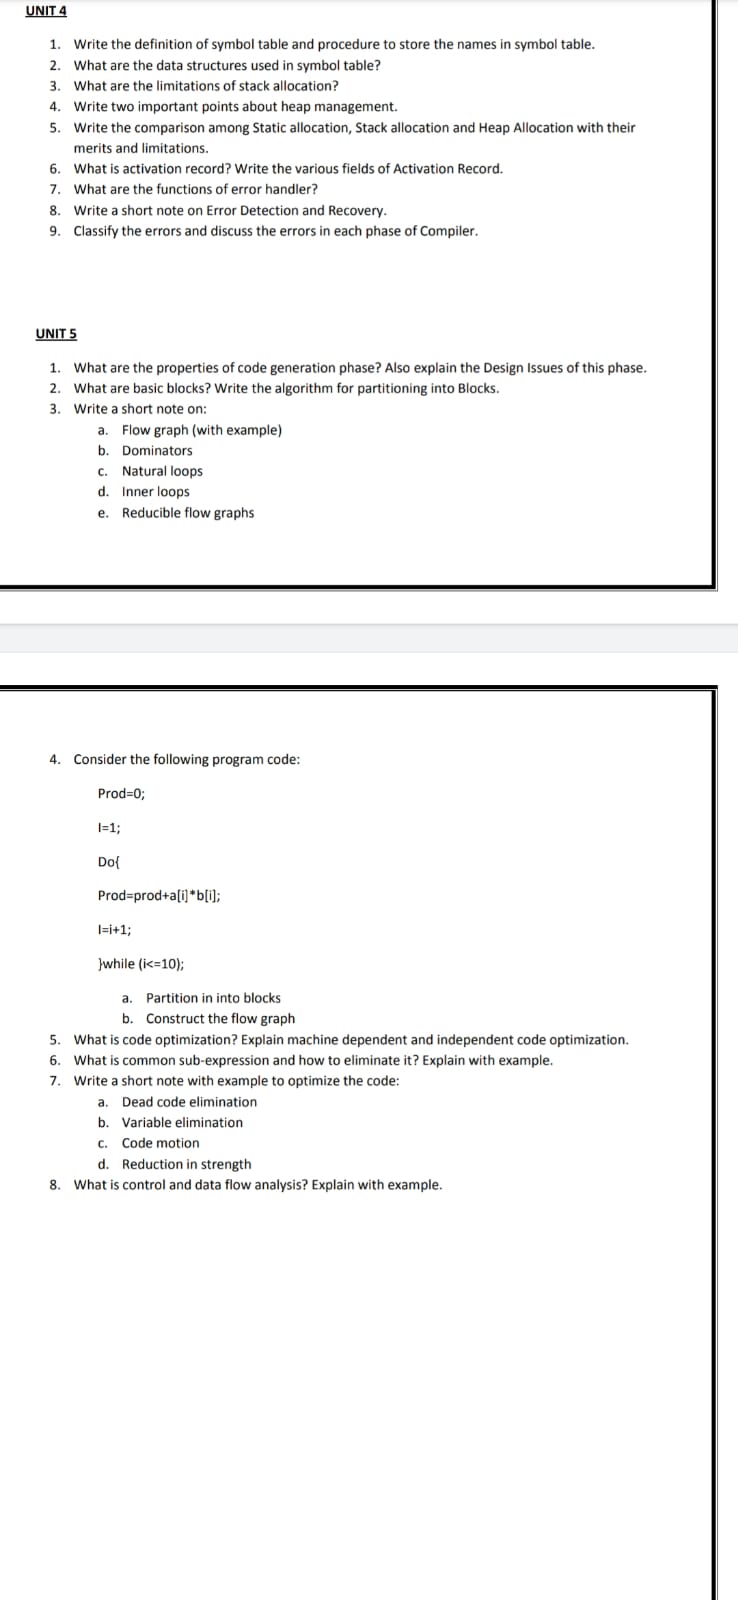 UNIT 4
1. Write the definition of symbol table and procedure to store the names in symbol table.
2. What are the data structures used in symbol table?
3. What are the limitations of stack allocation?
4. Write two important points about heap management.
5. Write the comparison among Static allocation, Stack allocation and Heap Allocation with their
merits and limitations.
6. What is activation record? Write the various fields of Activation Record.
7. What are the functions of error handler?
8. Write a short note on Error Detection and Recovery.
9. Classify the errors and discuss the errors in each phase of Compiler.
UNIT 5
1. What are the properties of code generation phase? Also explain the Design Issues of this phase.
2. What are basic blocks? Write the algorithm for partitioning into Blocks.
3. Write a short note on:
a. Flow graph (with example)
b. Dominators
c. Natural loops
d. Inner loops
e. Reducible flow graphs
4. Consider the following program code:
Prod=0;
I=1;
Do{
Prod=prod+a[i]*b[i];
I=i+1;
}while (i<=10);
a. Partition in into blocks
b. Construct the flow graph
5. What is code optimization? Explain machine dependent and independent code optimization.
6. What is common sub-expression and how to eliminate it? Explain with example.
7. Write a short note with example to optimize the code:
a. Dead code elimination
b. Variable elimination
c. Code motion
d. Reduction in strength
8. What is control and data flow analysis? Explain with example.